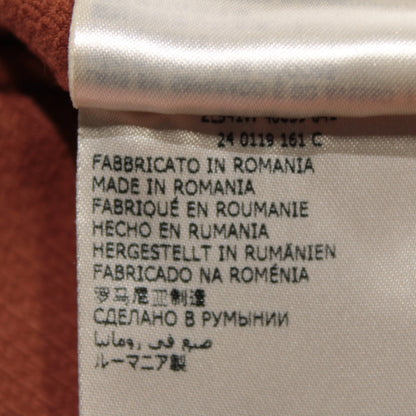 24 0119 161 C
FABBRICATO IN ROMANIA
MADE IN ROMANIA
FABRIQUÉ EN ROUMANIE
HECHO EN RUMANIA
HERGESTELLT IN RUMÄNIEN
FABRICADO NA ROMÉNIA
罗马尼亚制造
СДЕЛАНО В РУМЫНИИ
صنع في رومانيا
ルーマニア製